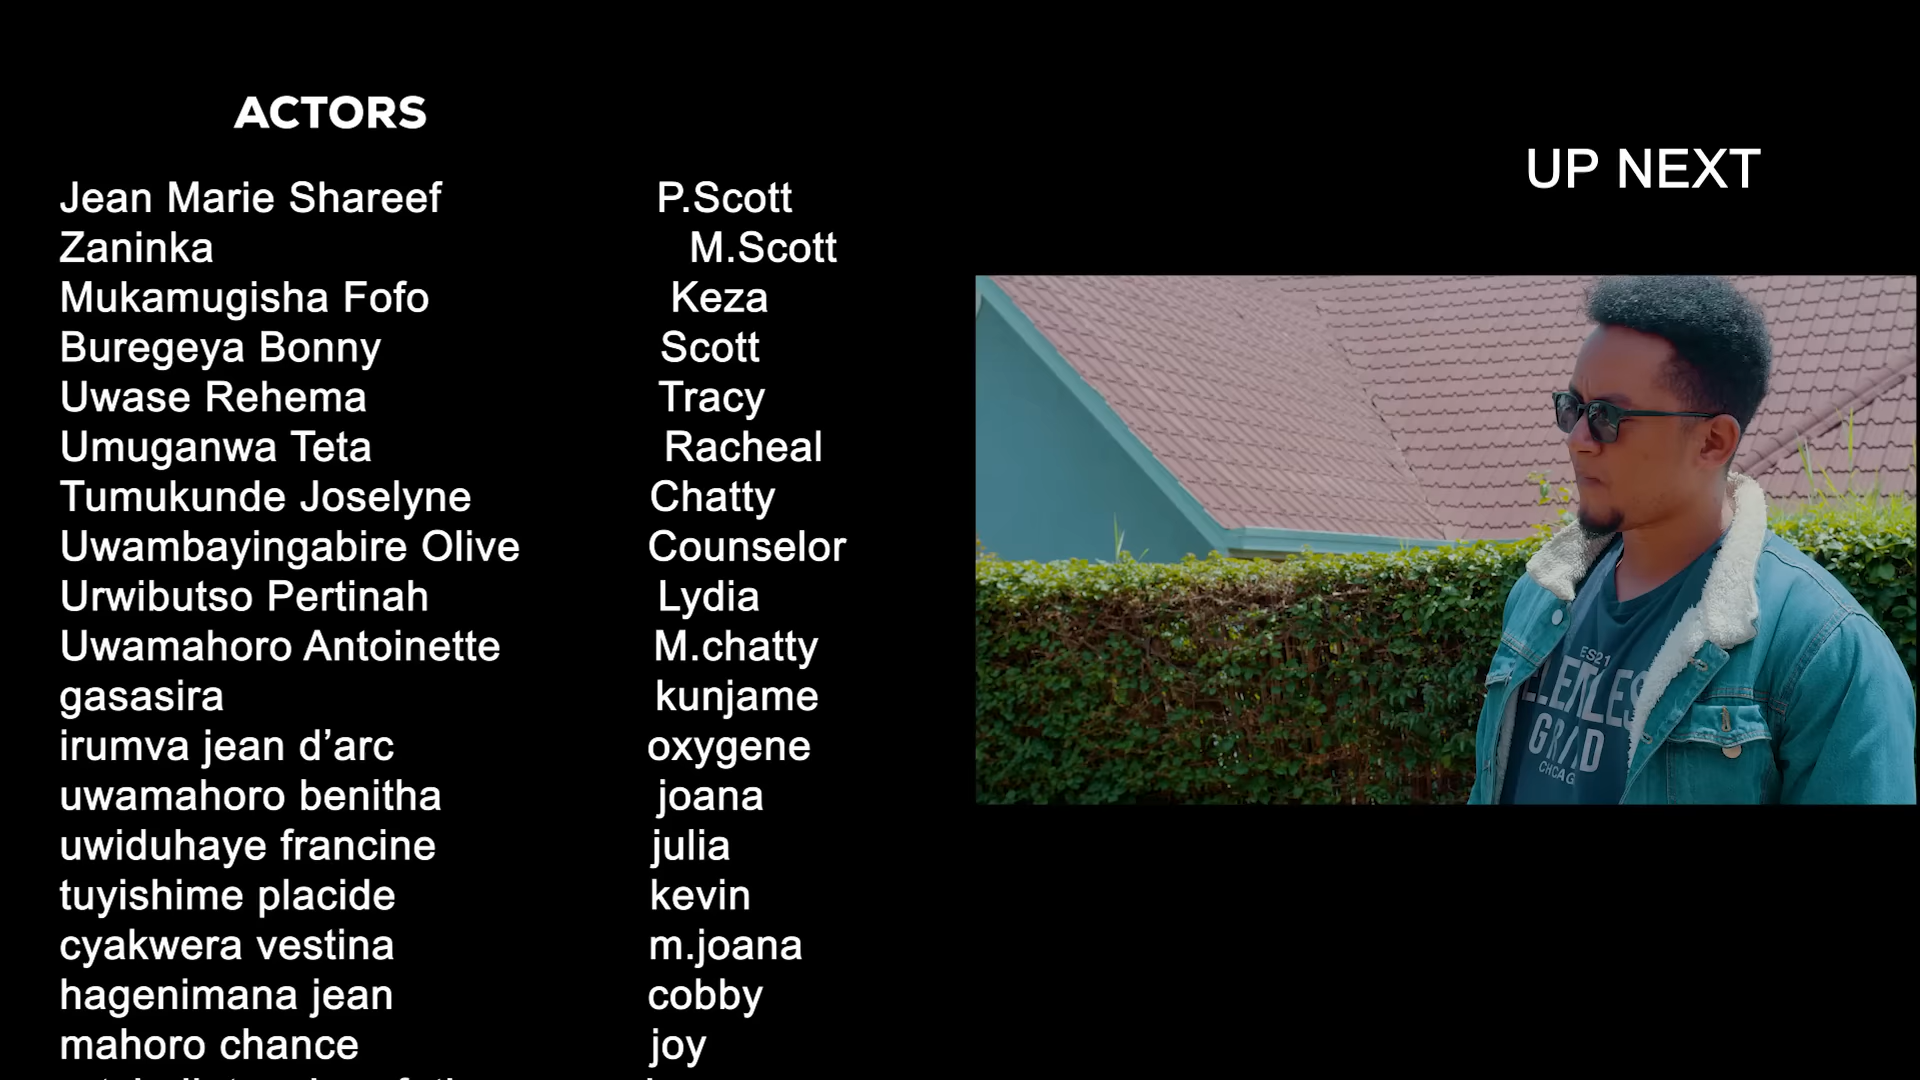 ACTORS
Jean Marie Shareef P.Scott
Zaninka M.Scott
Mukamugisha Fofo Keza
Buregeya Bonny Scott
Uwase Rehema Tracy
Umuganwa Teta Racheal
Tumukunde Joselyne Chatty
Uwambayingabire Olive Counselor
Urwibutso Pertinah Lydia
Uwamahoro Antoinette M.chatty
gasasira kunjame
irumva jean d’arc oxygene
uwamahoro benitha joana
uwiduhaye francine julia
tuyishime placide kevin
cyakwera vestina m.joana
hagenimana jean cobby
mahoro chance joy
UP NEXT
ES21
GRAD